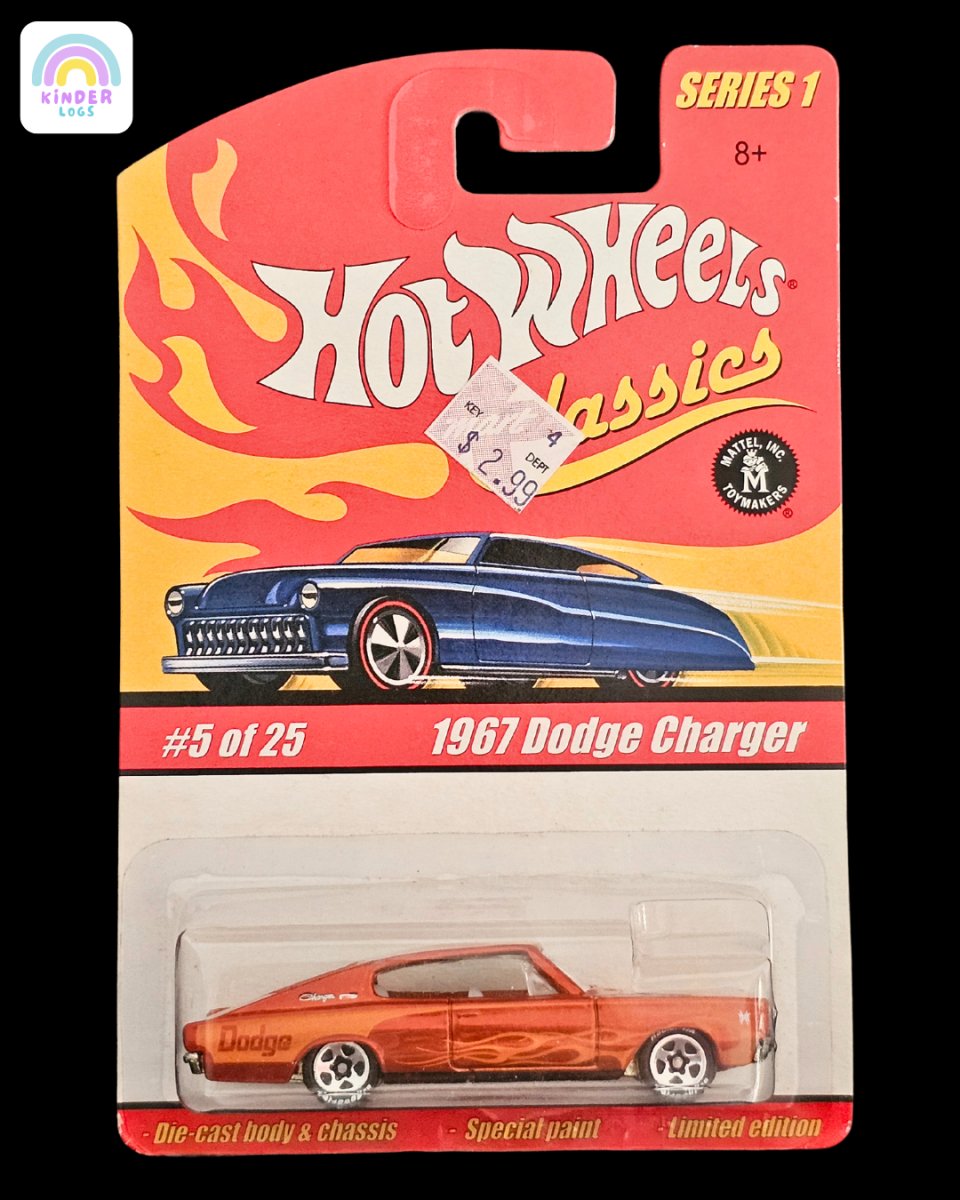 KiNDER
LOGS
SERIES 1
8+
Hot Wheels®
Classics
KEY 4
DEPT
$ 2.99
MATTEL, INC.
M
TOYMAKERS
®
#5 of 25
1967 Dodge Charger
Charger
Dodge
- Die-cast body & chassis - Special paint - Limited edition